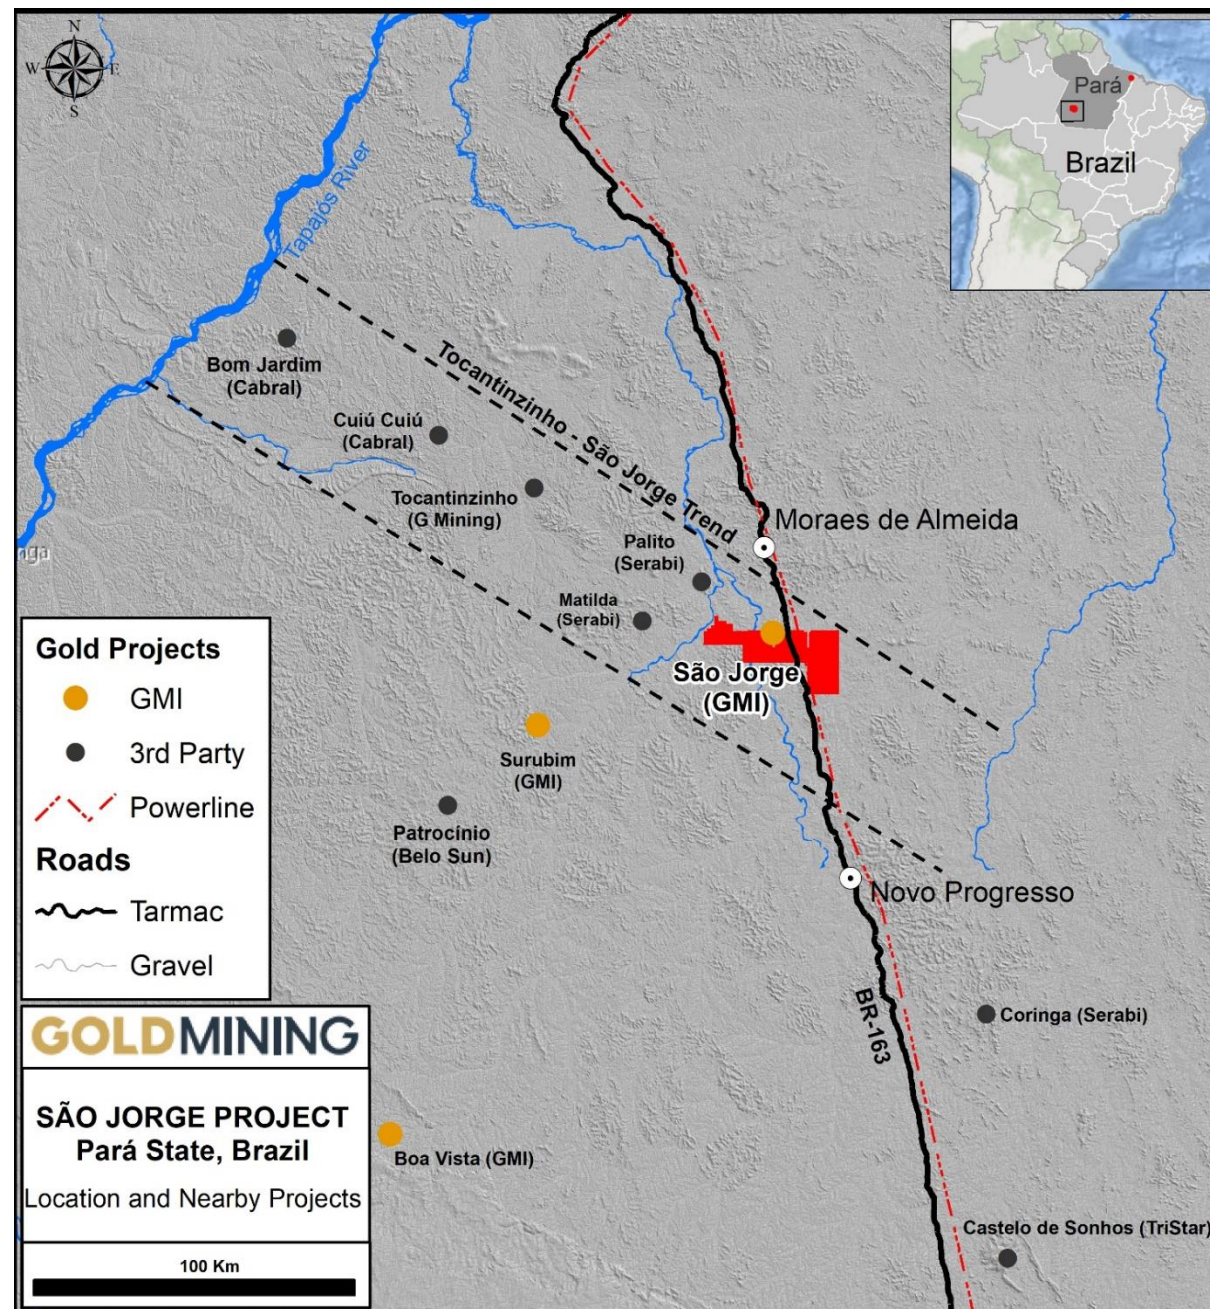 N
W E
S
Pará
Brazil
Tapajós River
Bom Jardim
(Cabral)
Tocantinzinho - São Jorge Trend
Cuiú Cuiú
(Cabral)
Tocantinzinho
(G Mining)
Moraes de Almeida
Palito
(Serabi)
Matilda
(Serabi)
São Jorge
(GMI)
Surubim
(GMI)
Patrocínio
(Belo Sun)
Novo Progresso
BR-163
Coringa (Serabi)
Boa Vista (GMI)
Castelo de Sonhos (TriStar)
Gold Projects
GMI
3rd Party
Powerline
Roads
Tarmac
Gravel
GOLDMINING
SÃO JORGE PROJECT
Pará State, Brazil
Location and Nearby Projects
100 Km